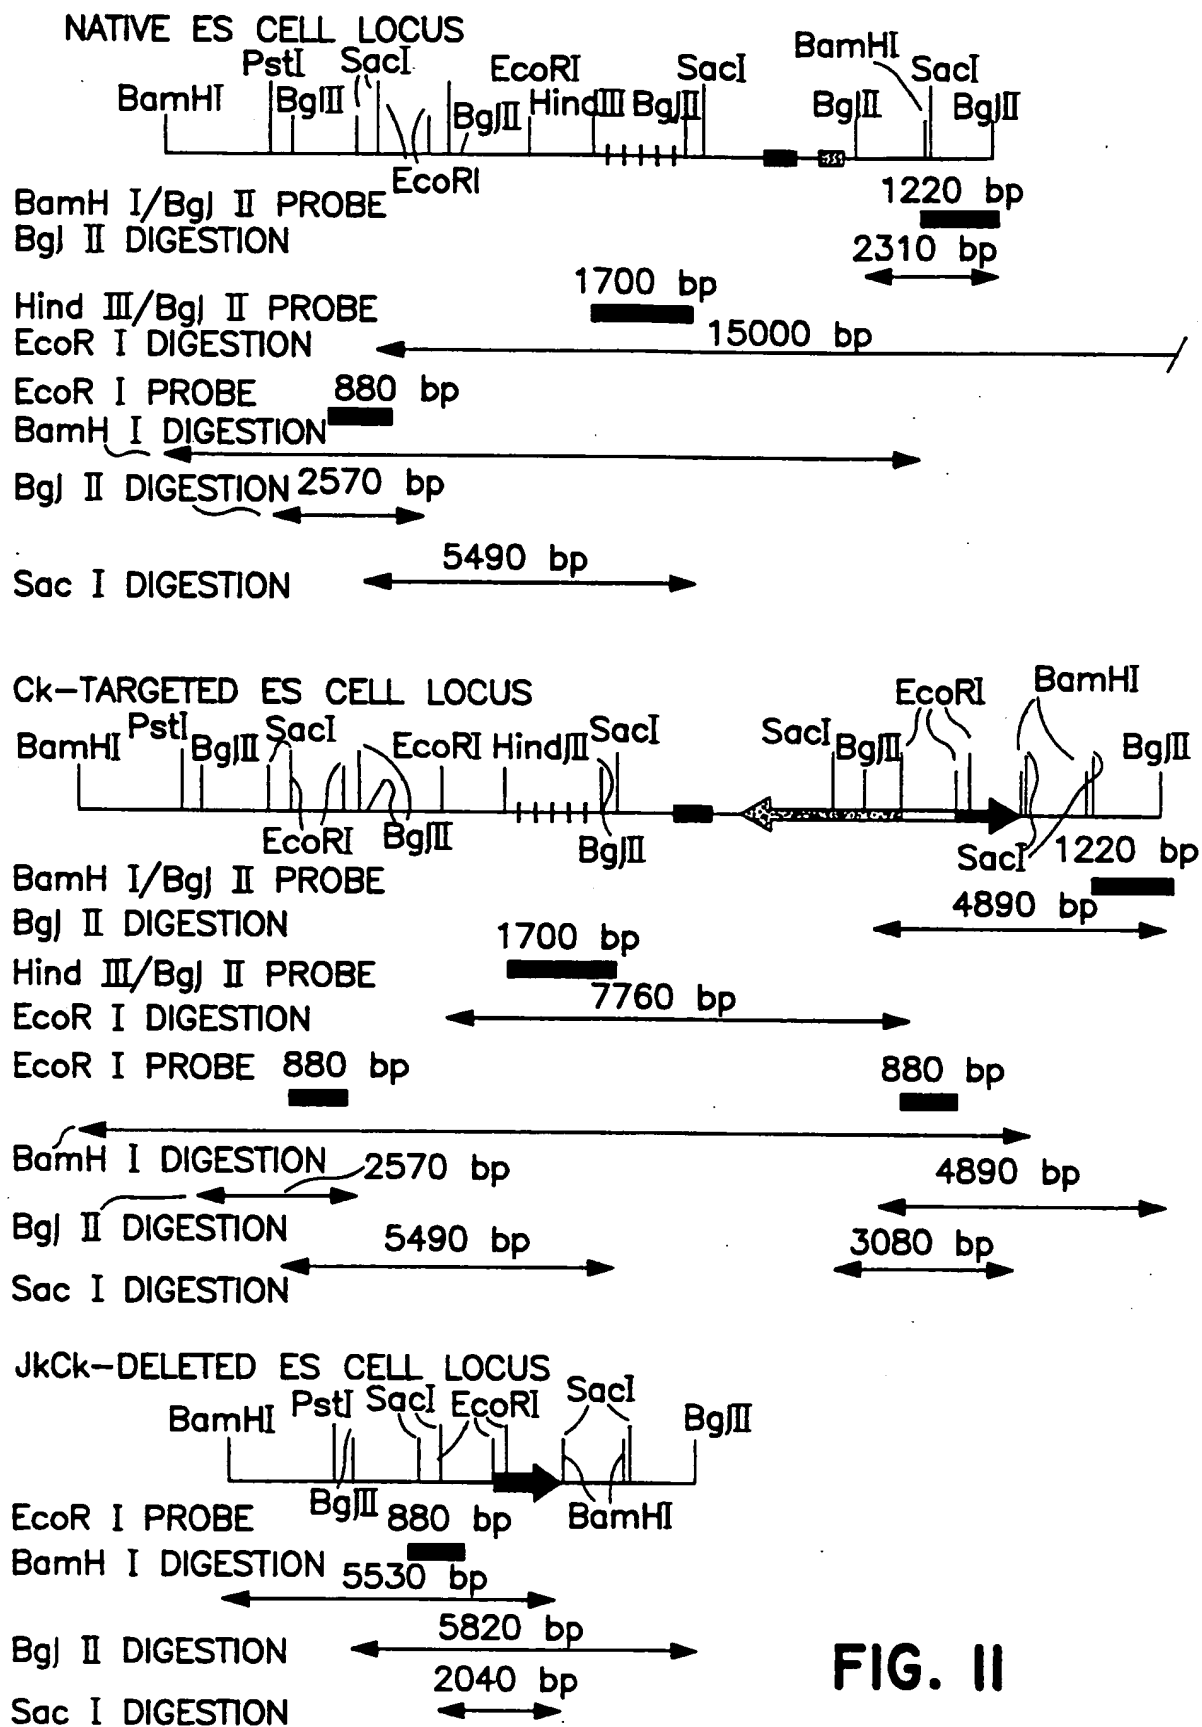 NATIVE ES CELL LOCUS
PstI SacI EcoRI SacI BamHI SacI
BamHI BglII HindIII BglII BglII BglII
BglII
EcoRI
BamH I/Bgl II PROBE 1220 bp
Bgl II DIGESTION 2310 bp
1700 bp
Hind III/Bgl II PROBE
EcoR I DIGESTION 15000 bp
EcoR I PROBE 880 bp
BamH I DIGESTION
Bgl II DIGESTION 2570 bp
5490 bp
Sac I DIGESTION
Ck-TARGETED ES CELL LOCUS
EcoRI BamHI
PstI SacI SacI SacI
BamHI BglII EcoRI HindIII BglII BglII
EcoRI BglII BglII SacI
BamH I/Bgl II PROBE 1220 bp
Bgl II DIGESTION 4890 bp
1700 bp
Hind III/Bgl II PROBE
7760 bp
EcoR I DIGESTION
EcoR I PROBE 880 bp 880 bp
BamH I DIGESTION
2570 bp 4890 bp
Bgl II DIGESTION
5490 bp 3080 bp
Sac I DIGESTION
JkCk-DELETED ES CELL LOCUS
BamHI PstI SacI EcoRI SacI BglII
BglII BamHI
EcoR I PROBE 880 bp
BamH I DIGESTION
5530 bp
5820 bp
Bgl II DIGESTION
2040 bp
Sac I DIGESTION
FIG. II